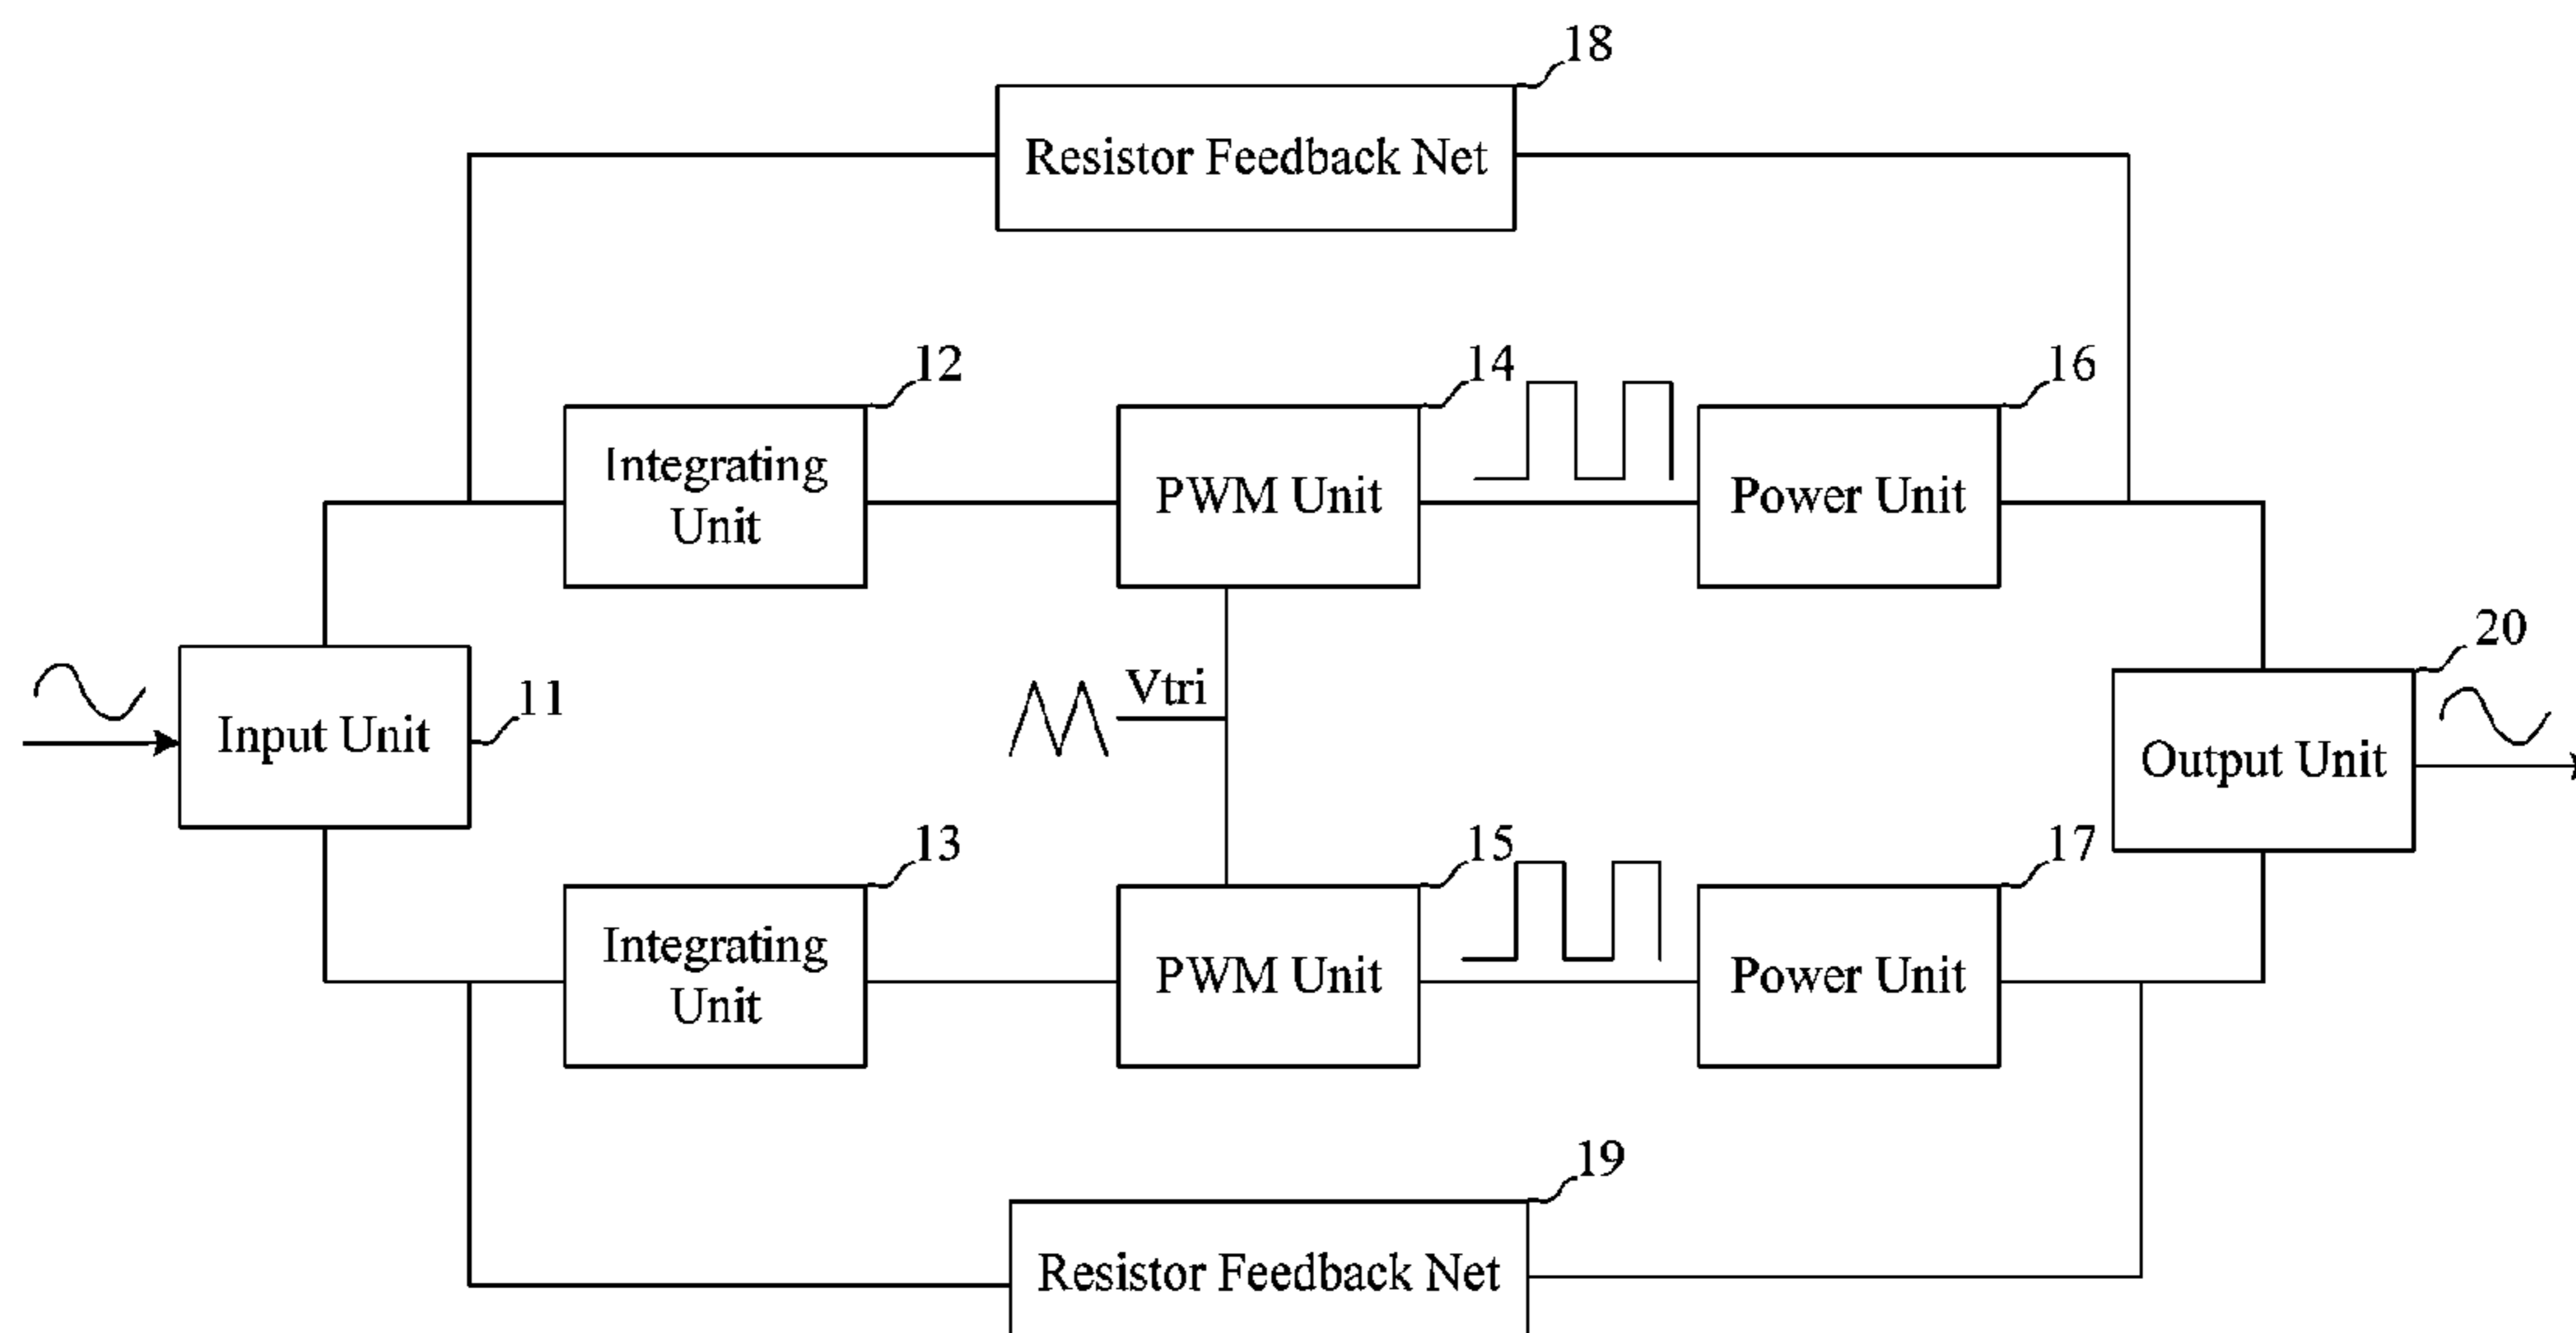 18
Resistor Feedback Net
12
14
16
Integrating
Unit
PWM Unit
Power Unit
20
Vtri
11
Input Unit
Output Unit
13
15
17
Integrating
Unit
PWM Unit
Power Unit
19
Resistor Feedback Net